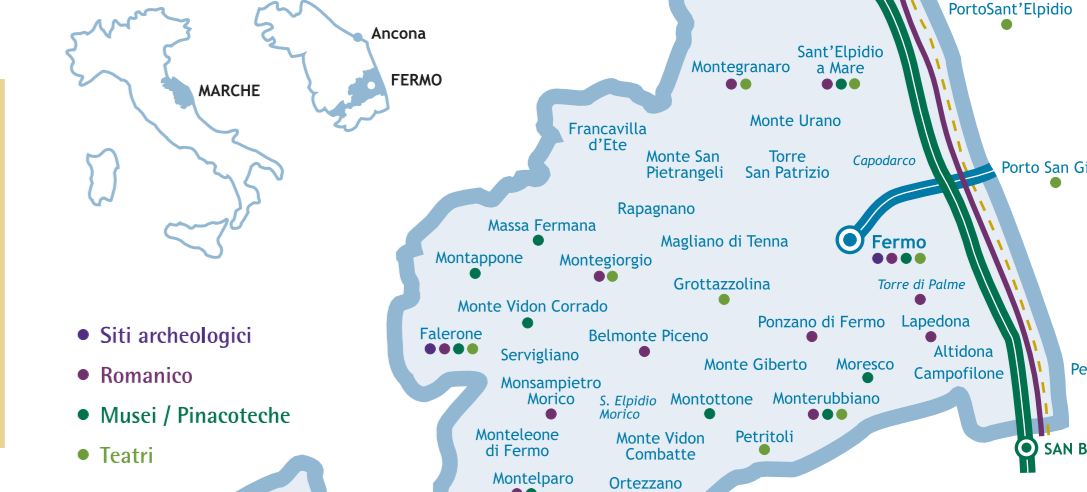 PortoSant'Elpidio
Ancona
FERMO
MARCHE
Montegranaro
Sant'Elpidio
a Mare
Francavilla
d'Ete
Monte Urano
Monte San
Pietrangeli
Torre
San Patrizio
Capodarco
Porto San Gi
Rapagnano
Massa Fermana
Magliano di Tenna
Fermo
Montappone
Montegiorgio
Grottazzolina
Torre di Palme
Monte Vidon Corrado
Falerone
Belmonte Piceno
Ponzano di Fermo
Lapedona
Servigliano
Altidona
Monte Giberto
Moresco
Campofilone
Pe
Monsampietro
Morico
S. Elpidio
Morico
Montottone
Monterubbiano
Monteleone
di Fermo
Monte Vidon
Combatte
Petritoli
SAN B
Montelparo
Ortezzano
Siti archeologici
Romanico
Musei / Pinacoteche
Teatri